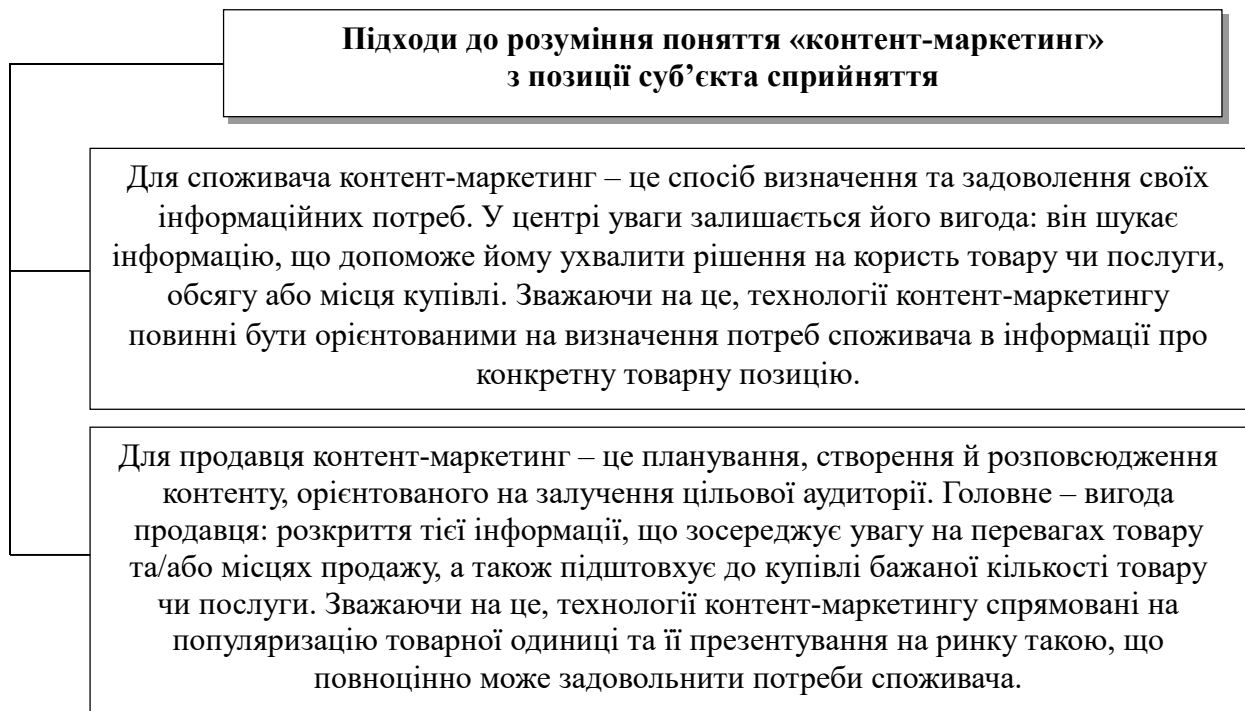 Підходи до розуміння поняття «контент-маркетинг»
з позиції суб’єкта сприйняття
Для споживача контент-маркетинг – це спосіб визначення та задоволення своїх
інформаційних потреб. У центрі уваги залишається його вигода: він шукає
інформацію, що допоможе йому ухвалити рішення на користь товару чи послуги,
обсягу або місця купівлі. Зважаючи на це, технології контент-маркетингу
повинні бути орієнтованими на визначення потреб споживача в інформації про
конкретну товарну позицію.
Для продавця контент-маркетинг – це планування, створення й розповсюдження
контенту, орієнтованого на залучення цільової аудиторії. Головне – вигода
продавця: розкриття тієї інформації, що зосереджує увагу на перевагах товару
та/або місцях продажу, а також підштовхує до купівлі бажаної кількості товару
чи послуги. Зважаючи на це, технології контент-маркетингу спрямовані на
популяризацію товарної одиниці та її презентування на ринку такою, що
повноцінно може задовольнити потреби споживача.